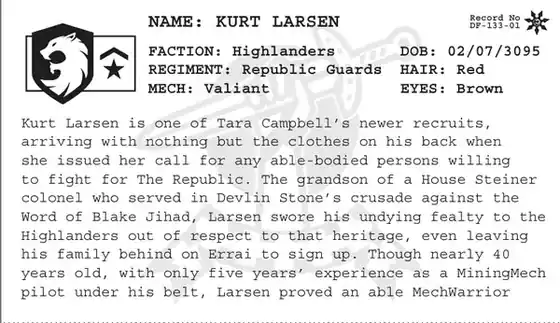 NAME: KURT LARSEN
Record No
DF-133-01
FACTION: Highlanders DOB: 02/07/3095
REGIMENT: Republic Guards HAIR: Red
MECH: Valiant EYES: Brown
Kurt Larsen is one of Tara Campbell’s newer recruits,
arriving with nothing but the clothes on his back when
she issued her call for any able-bodied persons willing
to fight for The Republic. The grandson of a House Steiner
colonel who served in Devlin Stone’s crusade against the
Word of Blake Jihad, Larsen swore his undying fealty to the
Highlanders out of respect to that heritage, even leaving
his family behind on Errai to sign up. Though nearly 40
years old, with only five years’ experience as a MiningMech
pilot under his belt, Larsen proved an able MechWarrior